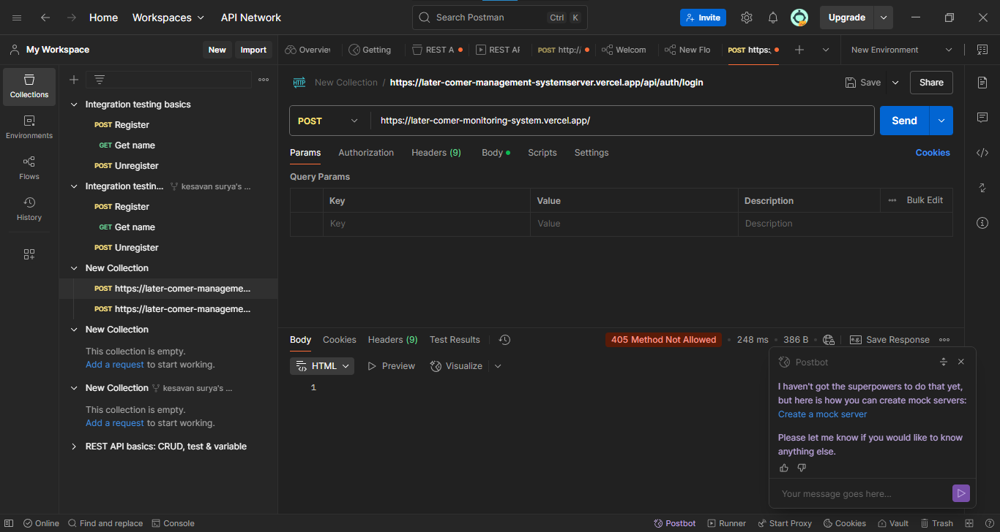 Home Workspaces API Network Search Postman Ctrl K Invite Upgrade
My Workspace New Import Overview Getting REST A REST AF POST http:/ Welcom New Flo POST https: New Environment
Collections
Environments
Flows
History
Integration testing basics
POST Register
GET Get name
POST Unregister
Integration testin... kesavan surya's ...
POST Register
GET Get name
POST Unregister
New Collection
POST https://later-comer-manageme...
POST https://later-comer-manageme...
New Collection
This collection is empty.
Add a request to start working.
New Collection kesavan surya's ...
This collection is empty.
Add a request to start working.
REST API basics: CRUD, test & variable
HTTP New Collection / https://later-comer-management-systemserver.vercel.app/api/auth/login Save Share
POST https://later-comer-monitoring-system.vercel.app/ Send
Params Authorization Headers (9) Body Scripts Settings Cookies
Query Params
Key Value Description Bulk Edit
Key Value Description
Body Cookies Headers (9) Test Results 405 Method Not Allowed 248 ms 386 B e.g. Save Response
HTML Preview Visualize
1
Postbot
I haven't got the superpowers to do that yet,
but here is how you can create mock servers:
Create a mock server
Please let me know if you would like to know
anything else.
Your message goes here...
Online Find and replace Console Postbot Runner Start Proxy Cookies Vault Trash